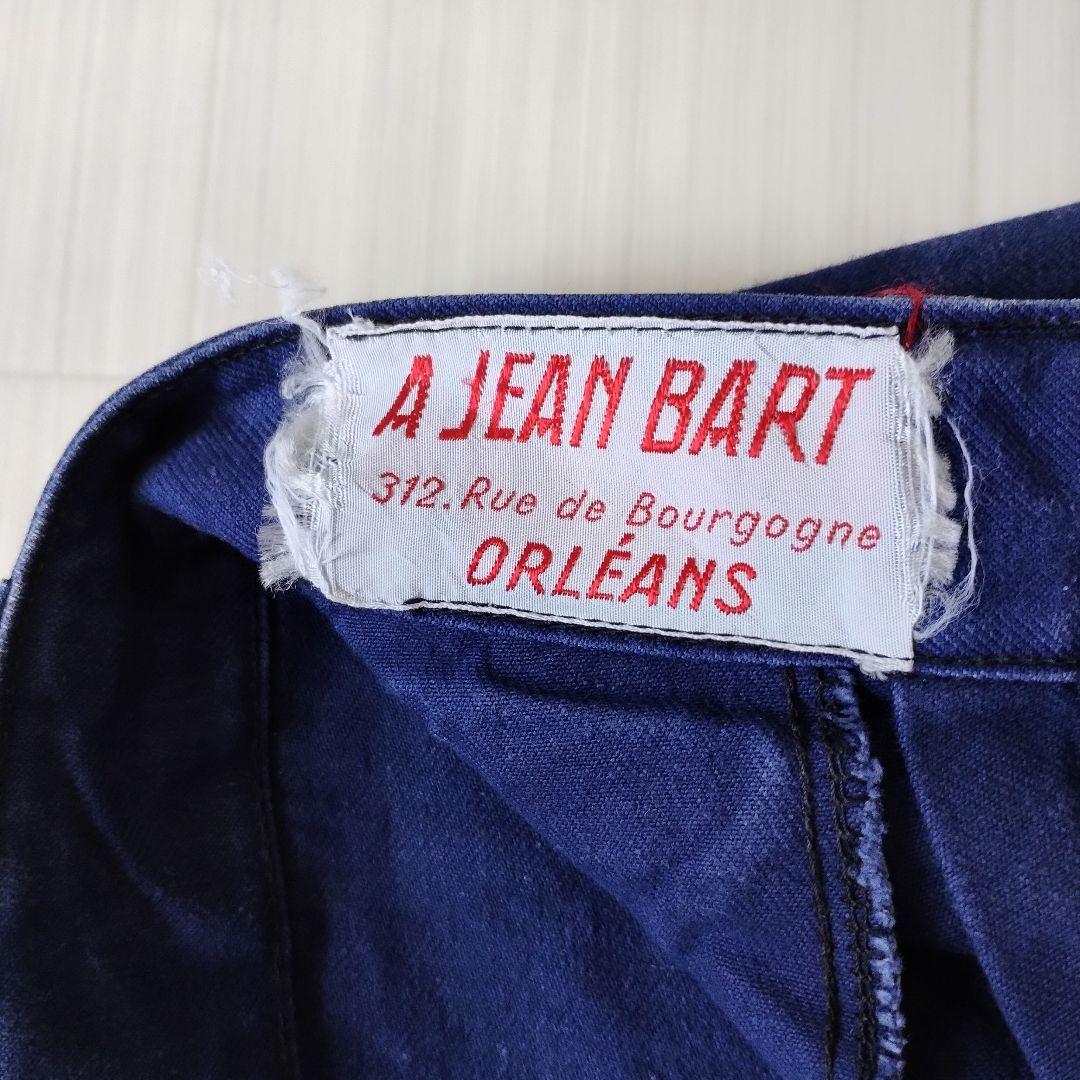 A JEAN BART
312. Rue de Bourgogne
ORLÉANS